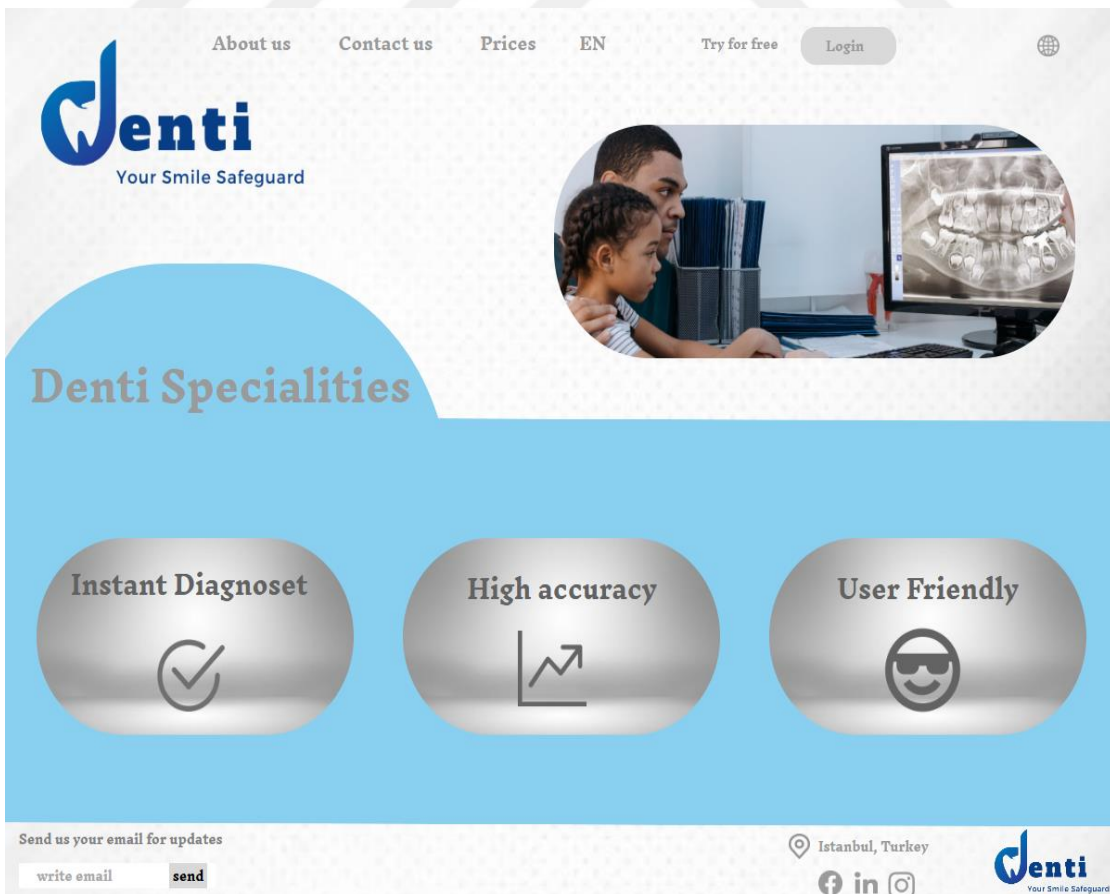 About us Contact us Prices EN Try for free Login
denti
Your Smile Safeguard
Denti Specialities
Instant Diagnoset
High accuracy
User Friendly
Send us your email for updates
write email send
Istanbul, Turkey
in
denti
Your Smile Safeguard